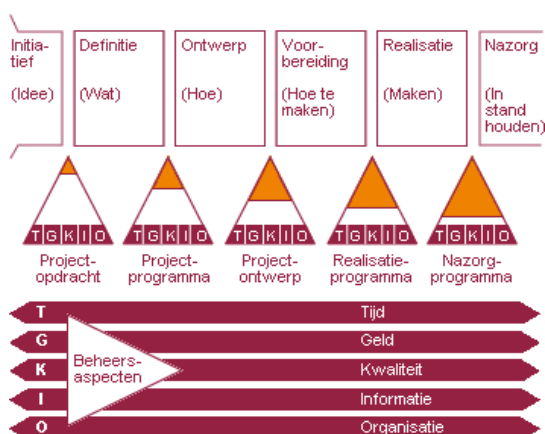 Initia-
tief
(Idee)
Definitie
(Wat)
Ontwerp
(Hoe)
Voor-
bereiding
(Hoe te
maken)
Realisatie
(Maken)
Nazorg
(In
stand
houden)
T G K I O
T G K I O
T G K I O
T G K I O
T G K I O
Project-
opdracht
Project-
programma
Project-
ontwerp
Realisatie-
programma
Nazorg-
programma
T Tijd
G Geld
Beheers-
aspecten
K Kwaliteit
I Informatie
O Organisatie